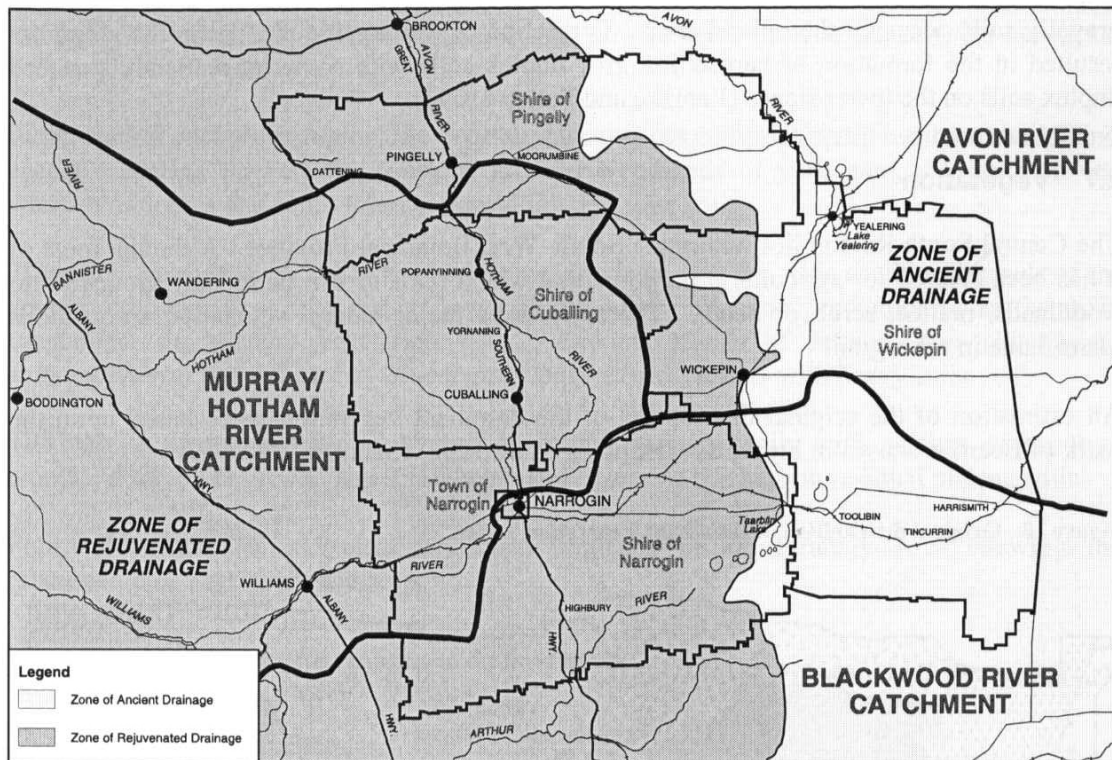 BROOKTON
AVON
GREAT
AVON
RIVER
Shire of
Pingelly
RIVER
AVON RIVER
CATCHMENT
PINGELLY
MOORUMBINE
DATTENING
RIVER
YEALERING
Lake
Yealering
ZONE OF
ANCIENT
DRAINAGE
BANNISTER
WANDERING
RIVER
POPANYINNING
HOTHAM
Shire of
Cuballing
Shire of
Wickepin
ALBANY
YORNANING
SOUTHERN
RIVER
WICKEPIN
HOTHAM
BODDINGTON
MURRAY/
HOTHAM
RIVER
CATCHMENT
CUBALLING
HWY.
Town of
Narrogin
NARROGIN
Taarblin
Lake
TOOLIBIN
HARRISMITH
TINCURRIN
ZONE OF
REJUVENATED
DRAINAGE
RIVER
Shire of
Narrogin
WILLIAMS
ALBANY
WILLIAMS
HIGHBURY
RIVER
HWY.
BLACKWOOD RIVER
CATCHMENT
HWY.
ARTHUR
Legend
Zone of Ancient Drainage
Zone of Rejuvenated Drainage